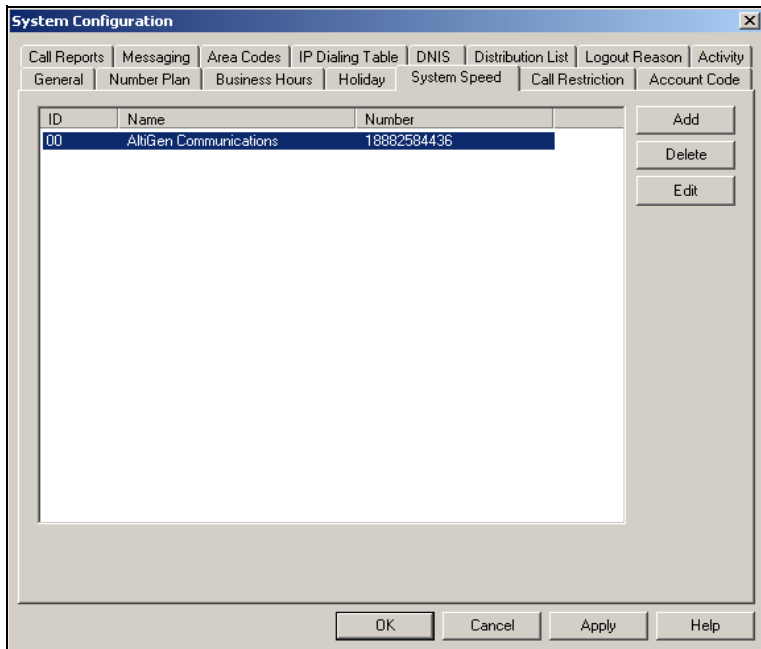 System Configuration
Call Reports Messaging Area Codes IP Dialing Table DNIS Distribution List Logout Reason Activity
General Number Plan Business Hours Holiday System Speed Call Restriction Account Code
ID Name Number Add
00 AltiGen Communications 18882584436
Delete
Edit
OK Cancel Apply Help